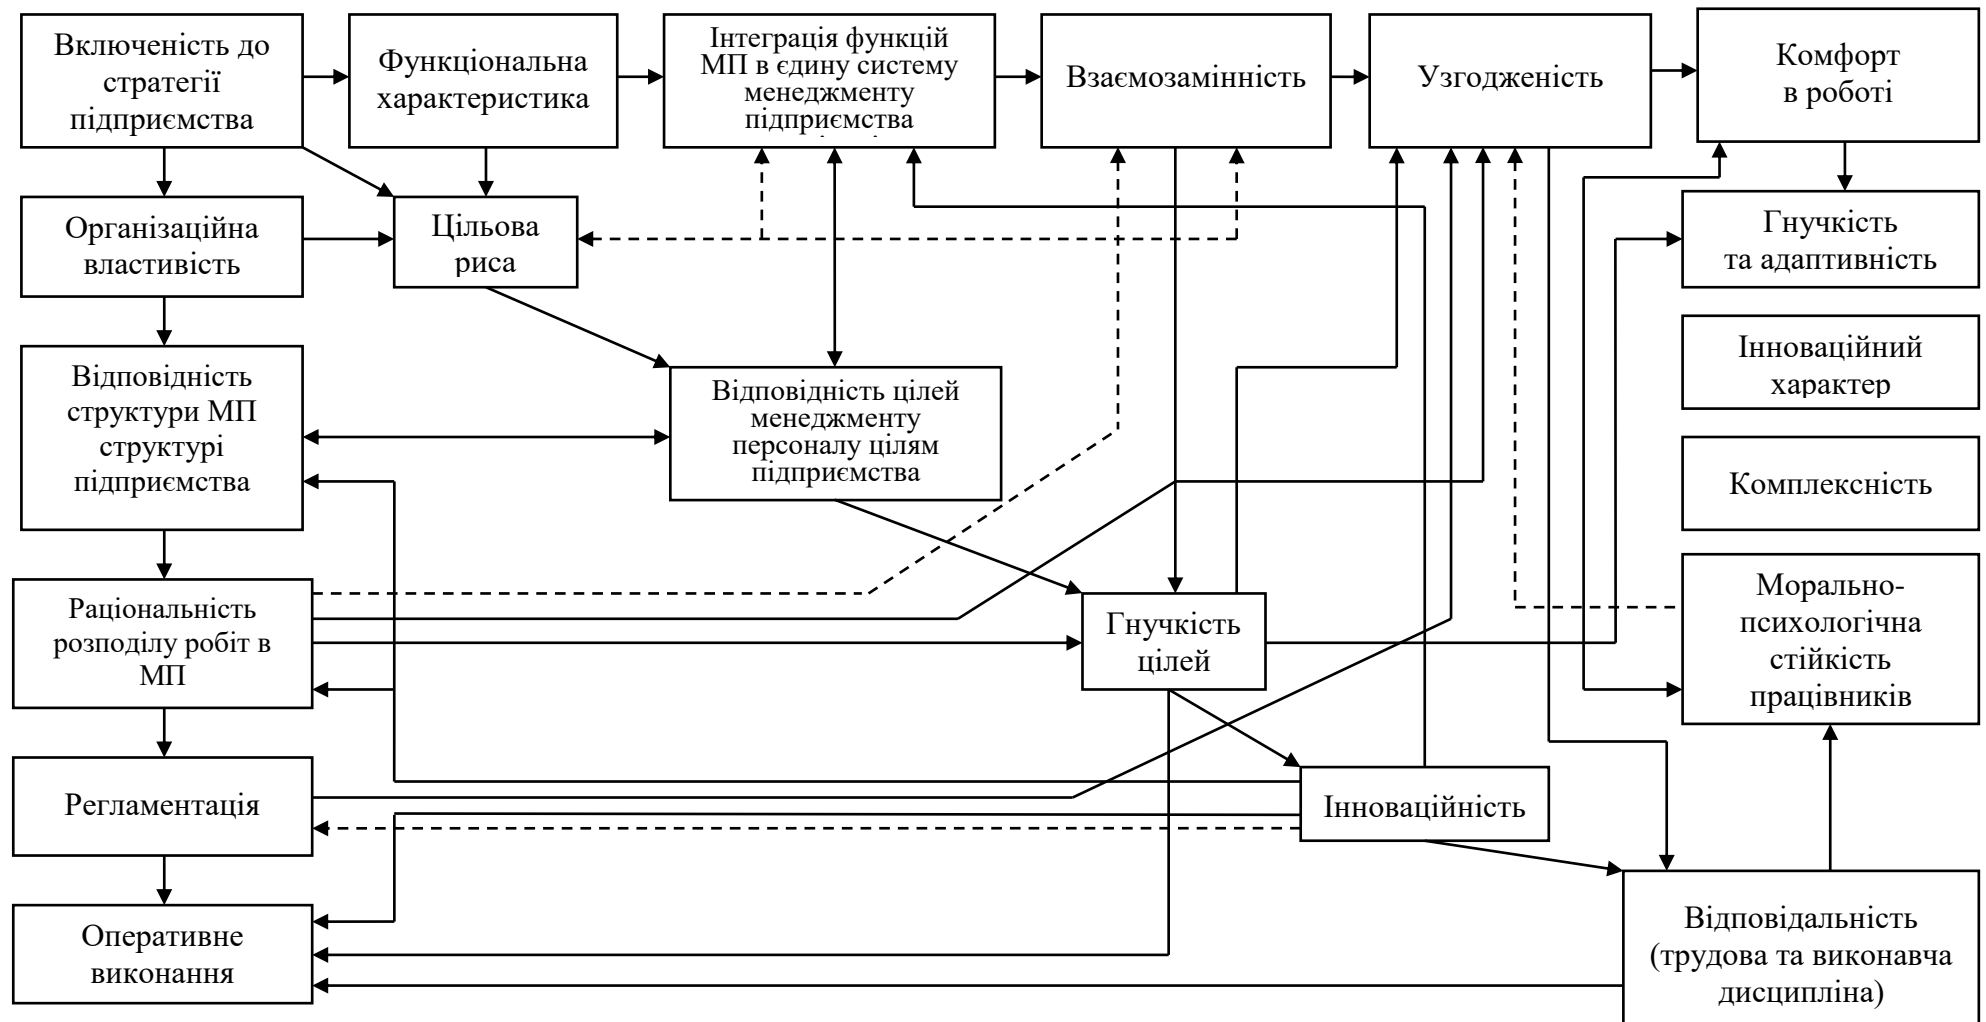 Включеність до
стратегії
підприємства
Функціональна
характеристика
Інтеграція функцій
МП в єдину систему
менеджменту
підприємства
Взаємозамінність
Узгодженість
Комфорт
в роботі
Організаційна
властивість
Цільова
риса
Гнучкість
та адаптивність
Відповідність
структури МП
структурі
підприємства
Відповідність цілей
менеджменту
персоналу цілям
підприємства
Інноваційний
характер
Комплексність
Раціональність
розподілу робіт в
МП
Гнучкість
цілей
Морально-
психологічна
стійкість
працівників
Регламентація
Інноваційність
Оперативне
виконання
Відповідальність
(трудова та виконавча
дисципліна)